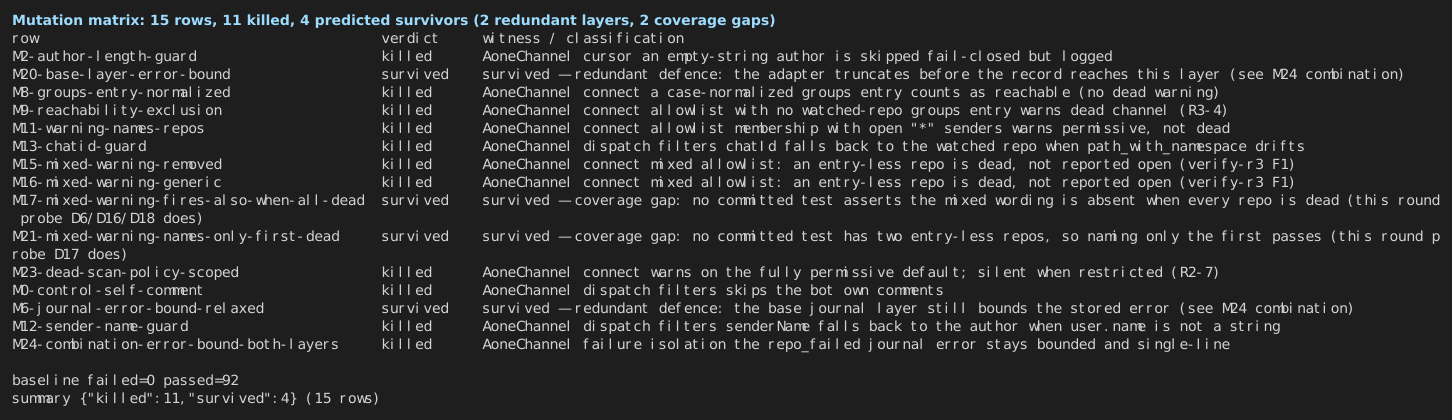 Mutation matrix: 15 rows, 11 killed, 4 predicted survivors (2 redundant layers, 2 coverage gaps)
row verdict witness / classification
M2-author-length-guard killed AoneChannel cursor an empty-string author is skipped fail-closed but logged
M20-base-layer-error-bound survived survived — redundant defence: the adapter truncates before the record reaches this layer (see M24 combination)
M8-groups-entry-normalized killed AoneChannel connect a case-normalized groups entry counts as reachable (no dead warning)
M9-reachability-exclusion killed AoneChannel connect allowlist with no watched-repo groups entry warns dead channel (R3-4)
M11-warning-names-repos killed AoneChannel connect allowlist membership with open "*" senders warns permissive, not dead
M13-chatid-guard killed AoneChannel dispatch filters chatId falls back to the watched repo when path_with_namespace drifts
M15-mixed-warning-removed killed AoneChannel connect mixed allowlist: an entry-less repo is dead, not reported open (verify-r3 F1)
M16-mixed-warning-generic killed AoneChannel connect mixed allowlist: an entry-less repo is dead, not reported open (verify-r3 F1)
M17-mixed-warning-fires-also-when-all-dead survived survived — coverage gap: no committed test asserts the mixed wording is absent when every repo is dead (this round
probe D6/D16/D18 does)
M21-mixed-warning-names-only-first-dead survived survived — coverage gap: no committed test has two entry-less repos, so naming only the first passes (this round p
robe D17 does)
M23-dead-scan-policy-scoped killed AoneChannel connect warns on the fully permissive default; silent when restricted (R2-7)
M0-control-self-comment killed AoneChannel dispatch filters skips the bot own comments
M6-journal-error-bound-relaxed survived survived — redundant defence: the base journal layer still bounds the stored error (see M24 combination)
M12-sender-name-guard killed AoneChannel dispatch filters senderName falls back to the author when user.name is not a string
M24-combination-error-bound-both-layers killed AoneChannel failure isolation the repo_failed journal error stays bounded and single-line
baseline failed=0 passed=92
summary {"killed":11,"survived":4} (15 rows)